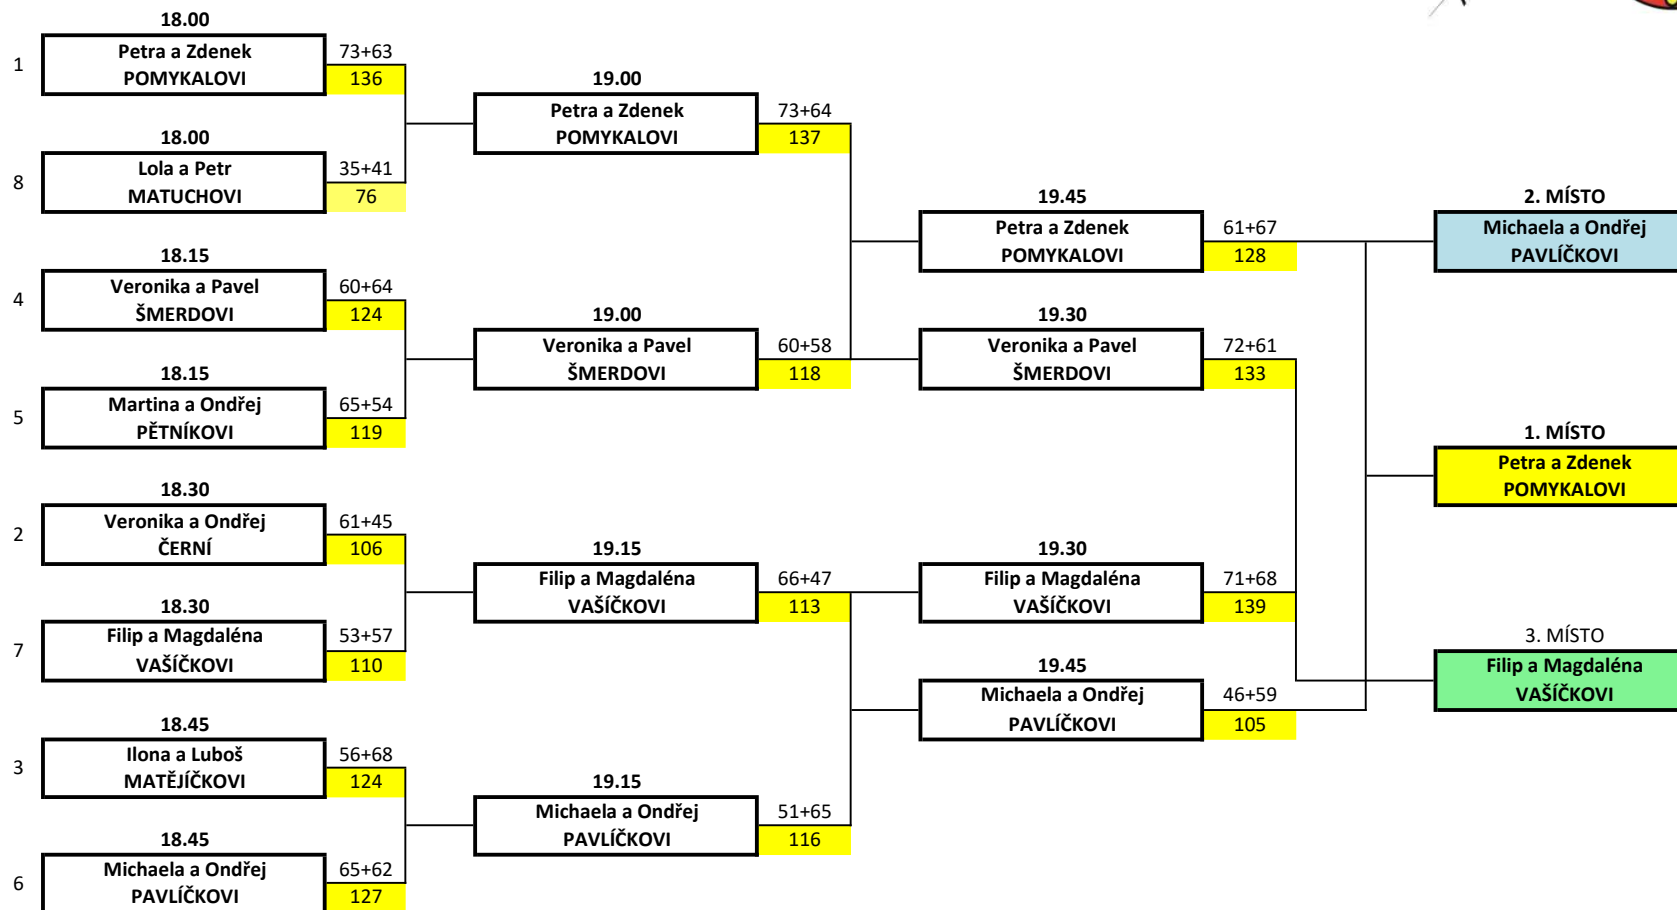 18.00
1
Petra a Zdenek
POMYKALOVI
73+63
136
18.00
8
Lola a Petr
MATUCHOVI
35+41
76
18.15
4
Veronika a Pavel
ŠMERDOVI
60+64
124
18.15
5
Martina a Ondřej
PĚTNÍKOVI
65+54
119
18.30
2
Veronika a Ondřej
ČERNÍ
61+45
106
18.30
7
Filip a Magdaléna
VAŠÍČKOVI
53+57
110
18.45
3
Ilona a Luboš
MATĚJÍČKOVI
56+68
124
18.45
6
Michaela a Ondřej
PAVLÍČKOVI
65+62
127
19.00
Petra a Zdenek
POMYKALOVI
73+64
137
19.00
Veronika a Pavel
ŠMERDOVI
60+58
118
19.15
Filip a Magdaléna
VAŠÍČKOVI
66+47
113
19.15
Michaela a Ondřej
PAVLÍČKOVI
51+65
116
19.45
Petra a Zdenek
POMYKALOVI
61+67
128
19.30
Veronika a Pavel
ŠMERDOVI
72+61
133
19.30
Filip a Magdaléna
VAŠÍČKOVI
71+68
139
19.45
Michaela a Ondřej
PAVLÍČKOVI
46+59
105
2. MÍSTO
Michaela a Ondřej
PAVLÍČKOVI
1. MÍSTO
Petra a Zdenek
POMYKALOVI
3. MÍSTO
Filip a Magdaléna
VAŠÍČKOVI